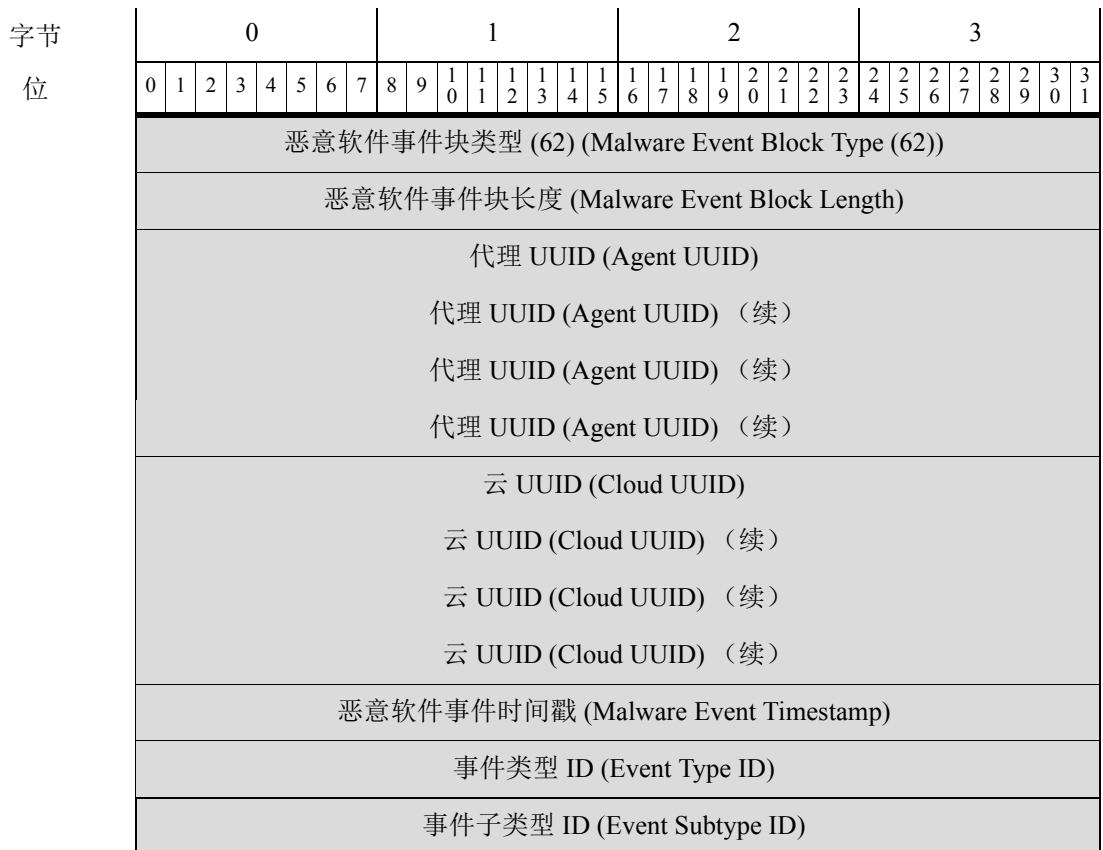 字节 0 1 2 3
位 0 1 2 3 4 5 6 7 8 9 10 11 12 13 14 15 16 17 18 19 20 21 22 23 24 25 26 27 28 29 30 31
恶意软件事件块类型 (62) (Malware Event Block Type (62))
恶意软件事件块长度 (Malware Event Block Length)
代理 UUID (Agent UUID)
代理 UUID (Agent UUID) （续）
代理 UUID (Agent UUID) （续）
代理 UUID (Agent UUID) （续）
云 UUID (Cloud UUID)
云 UUID (Cloud UUID) （续）
云 UUID (Cloud UUID) （续）
云 UUID (Cloud UUID) （续）
恶意软件事件时间戳 (Malware Event Timestamp)
事件类型 ID (Event Type ID)
事件子类型 ID (Event Subtype ID)